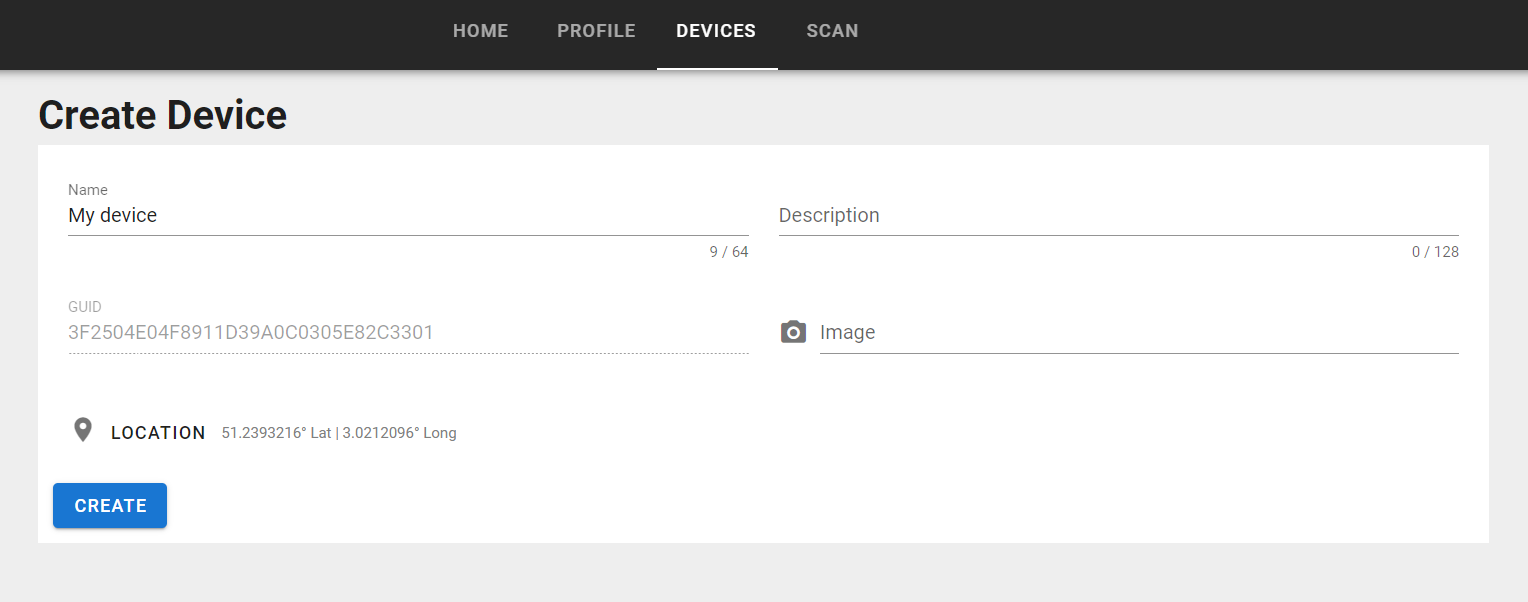 HOME PROFILE DEVICES SCAN
Create Device
Name
My device
Description
9 / 64
0 / 128
GUID
3F2504E04F8911D39A0C0305E82C3301
Image
LOCATION 51.2393216° Lat | 3.0212096° Long
CREATE